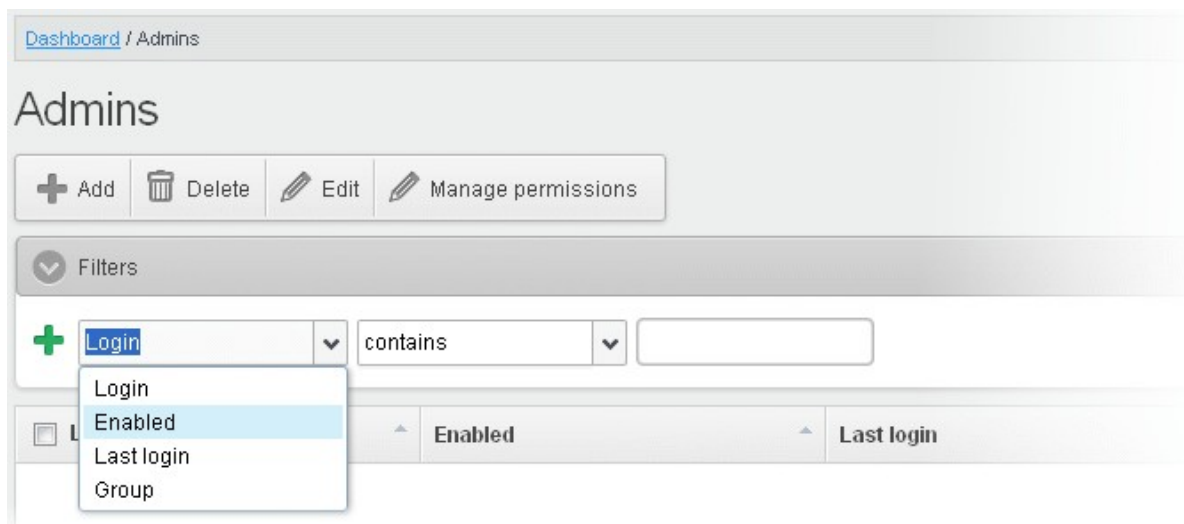 Dashboard / Admins
Admins
Add Delete Edit Manage permissions
Filters
Login contains
Login
Enabled
Last login
Group
L Enabled Last login